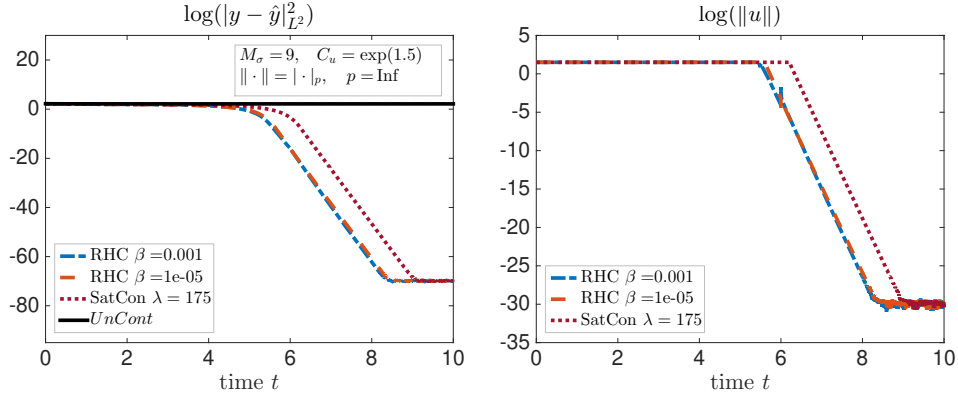 log(|y − ŷ|²_{L²})
M_σ = 9, C_u = exp(1.5)
‖ · ‖ = | · |_p, p = Inf
20
0
-20
-40
-60
-80
RHC β =0.001
RHC β =1e-05
SatCon λ = 175
UnCont
0 2 4 6 8 10
time t
log(‖u‖)
5
0
-5
-10
-15
-20
-25
-30
-35
RHC β =0.001
RHC β =1e-05
SatCon λ = 175
0 2 4 6 8 10
time t